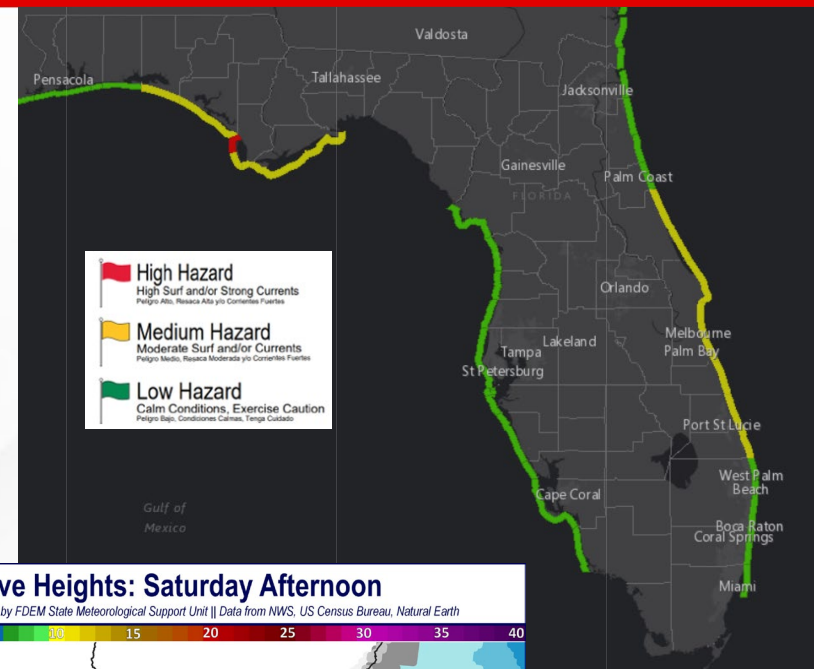 Valdosta
Pensacola
Tallahassee
Jacksonville
Gainesville
Palm Coast
FLORIDA
High Hazard
High Surf and/or Strong Currents
Peligro Alto, Resaca Alta y/o Corrientes Fuertes
Orlando
Medium Hazard
Moderate Surf and/or Currents
Peligro Medio, Resaca Moderada y/o Corrientes Fuertes
Melbourne
Lakeland
Palm Bay
Tampa
St Petersburg
Low Hazard
Calm Conditions, Exercise Caution
Peligro Bajo, Condiciones Calmas, Tenga Cuidado
Port St Lucie
West Palm
Beach
Cape Coral
Gulf of
Mexico
Boca Raton
Coral Springs
Miami
ve Heights: Saturday Afternoon
by FDEM State Meteorological Support Unit || Data from NWS, US Census Bureau, Natural Earth
10 15 20 25 30 35 40